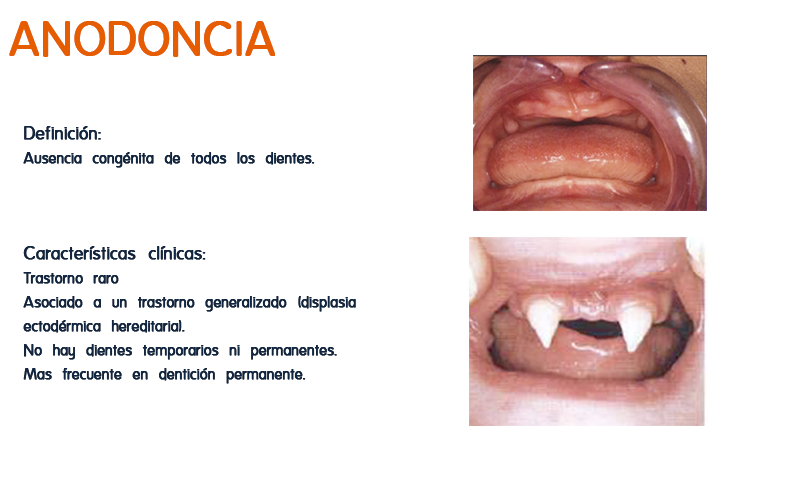 ANODONCIA
Definición:
Ausencia congénita de todos los dientes.
Características clínicas:
Trastorno raro
Asociado a un trastorno generalizado (displasia
ectodérmica hereditaria).
No hay dientes temporarios ni permanentes.
Mas frecuente en dentición permanente.